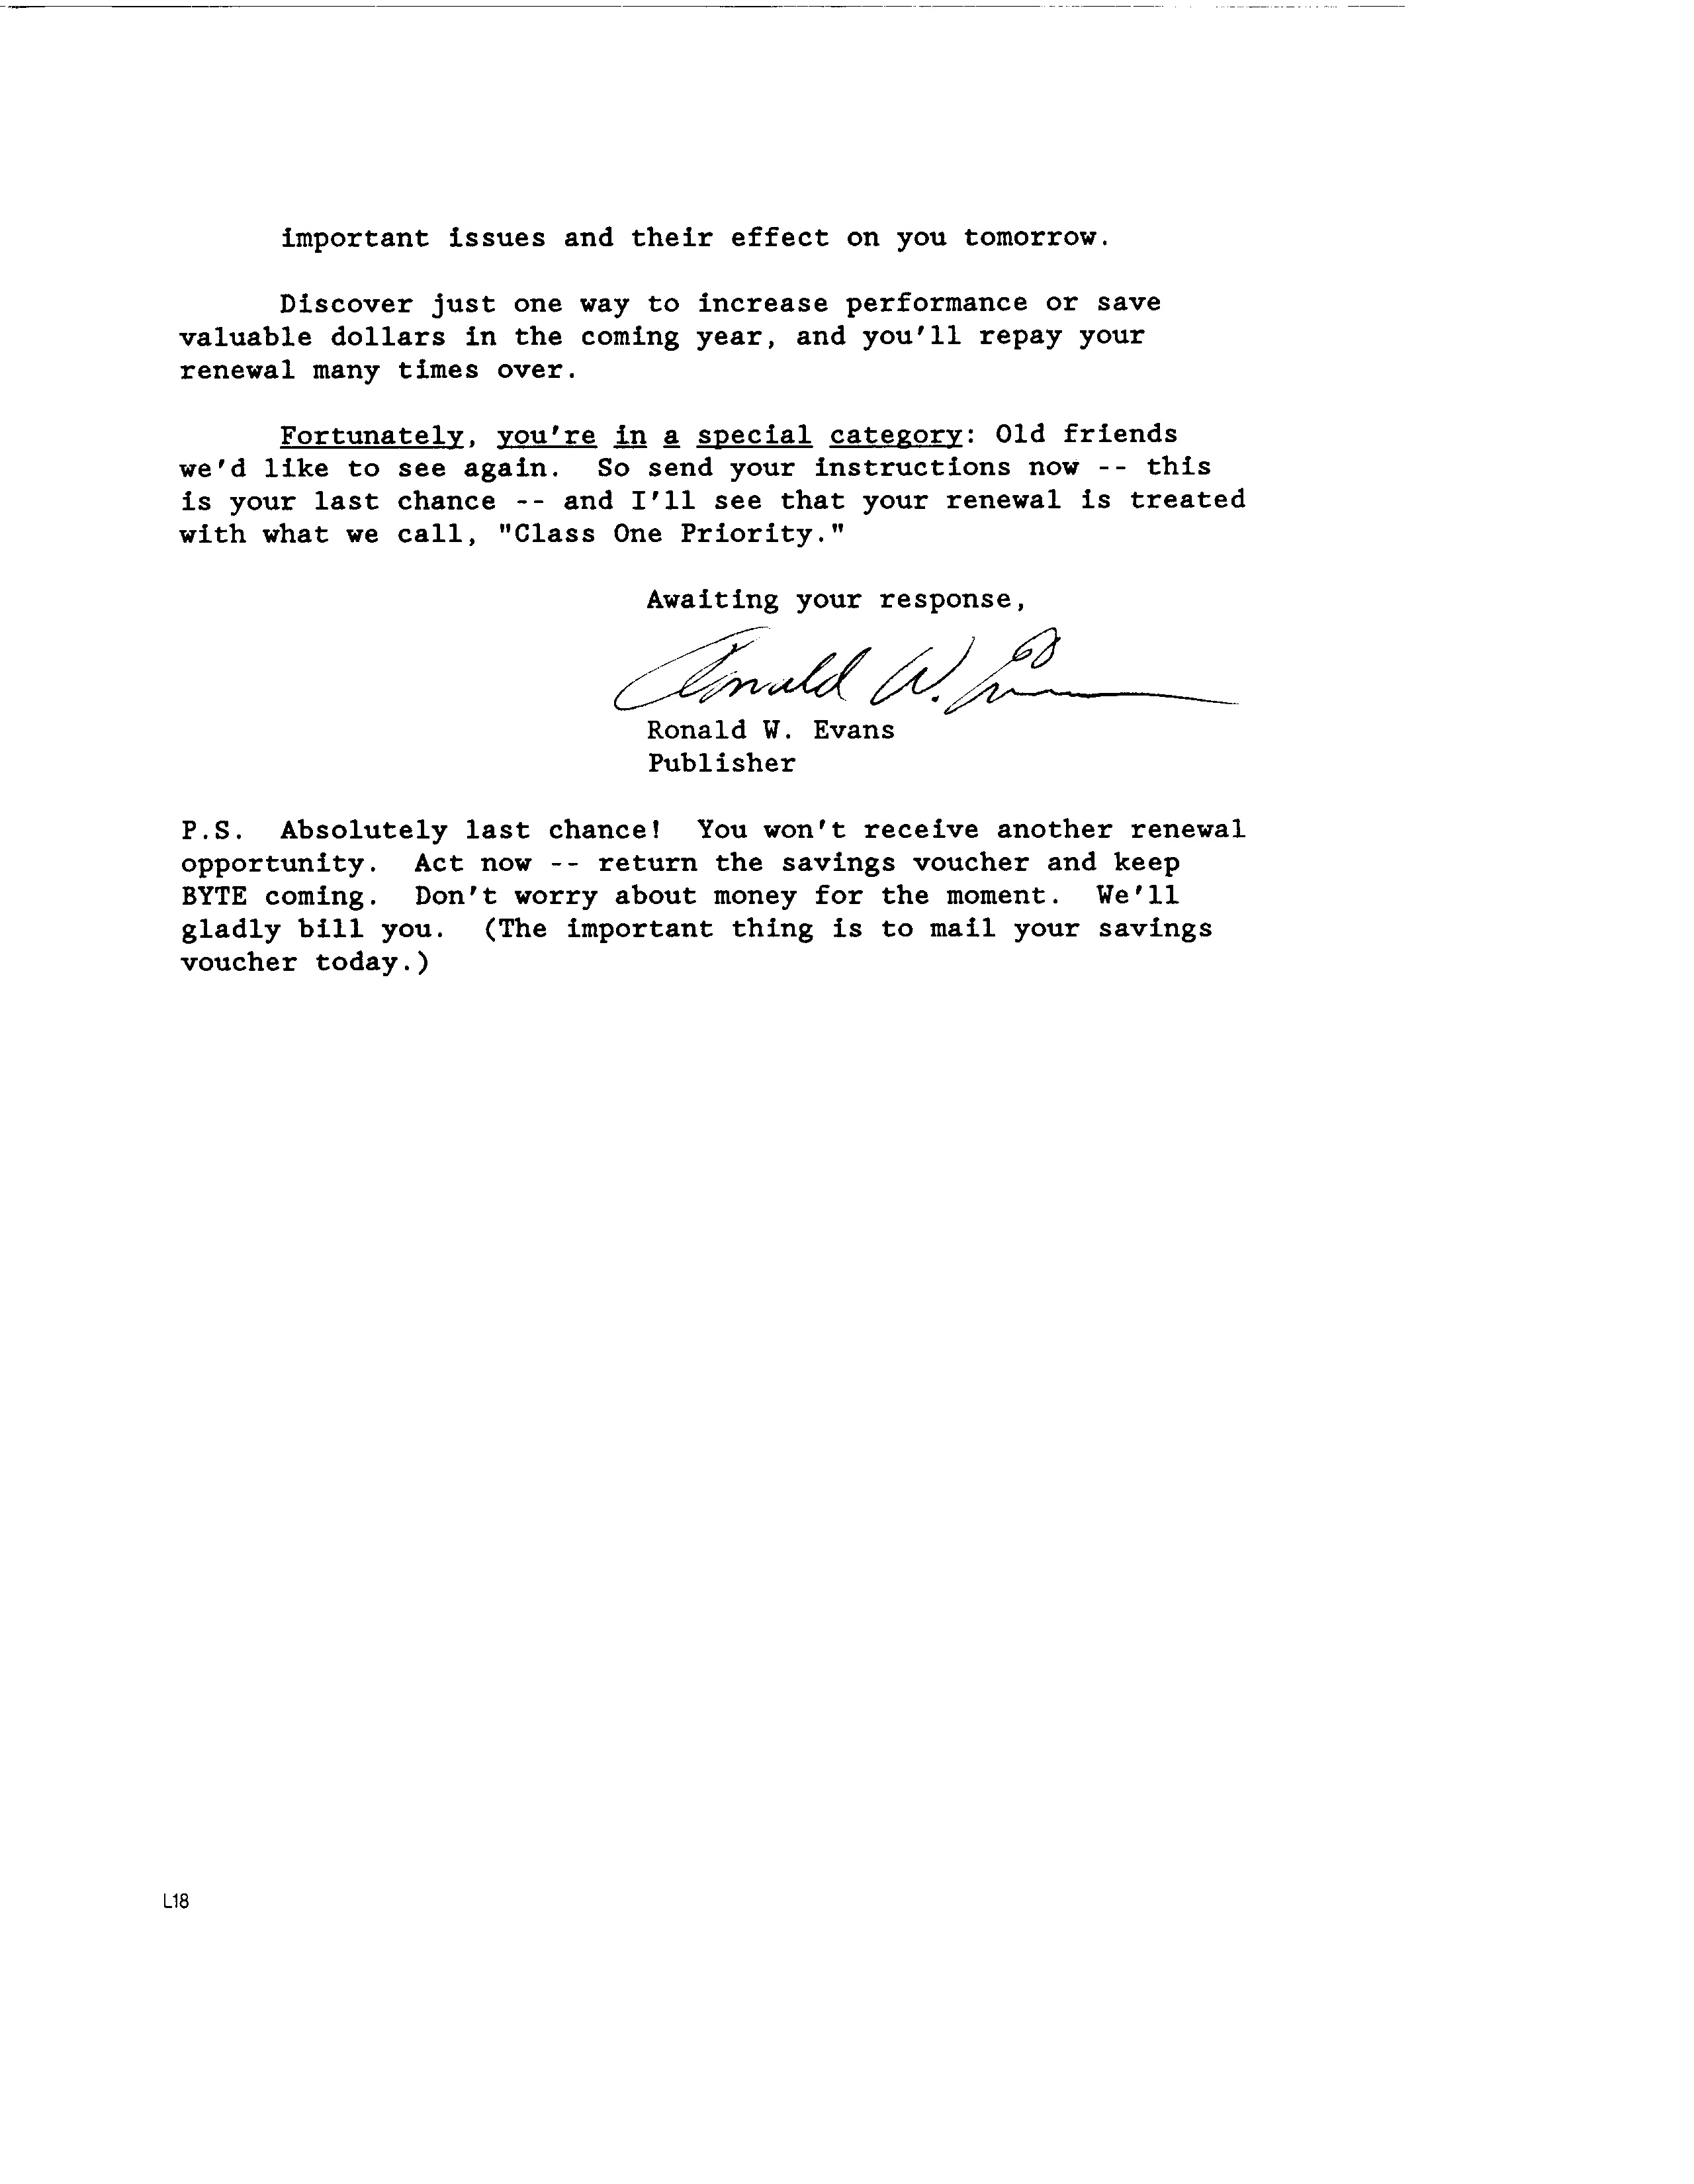 important issues and their effect on you tomorrow.
Discover just one way to increase performance or save
valuable dollars in the coming year, and you'll repay your
renewal many times over.
Fortunately, you're in a special category: Old friends
we'd like to see again.  So send your instructions now -- this
is your last chance -- and I'll see that your renewal is treated
with what we call, "Class One Priority."
Awaiting your response,
Ronald W. Evans
Ronald W. Evans
Publisher
P.S.  Absolutely last chance!  You won't receive another renewal
opportunity.  Act now -- return the savings voucher and keep
BYTE coming.  Don't worry about money for the moment.  We'll
gladly bill you.  (The important thing is to mail your savings
voucher today.)
L18